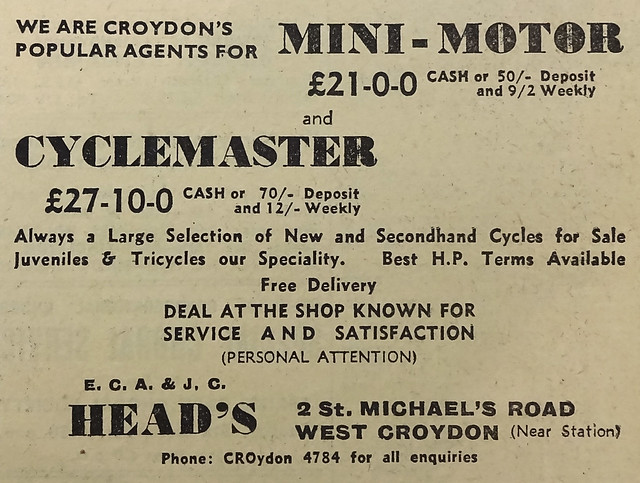 WE ARE CROYDON'S
POPULAR AGENTS FOR
MINI-MOTOR
£21-0-0 CASH or 50/- Deposit
and 9/2 Weekly
and
CYCLEMASTER
£27-10-0 CASH or 70/- Deposit
and 12/- Weekly
Always a Large Selection of New and Secondhand Cycles for Sale
Juveniles & Tricycles our Speciality. Best H.P. Terms Available
Free Delivery
DEAL AT THE SHOP KNOWN FOR
SERVICE AND SATISFACTION
(PERSONAL ATTENTION)
E. C. A. & J. C.
HEAD'S
2 St. MICHAEL'S ROAD
WEST CROYDON (Near Station)
Phone: CROydon 4784 for all enquiries